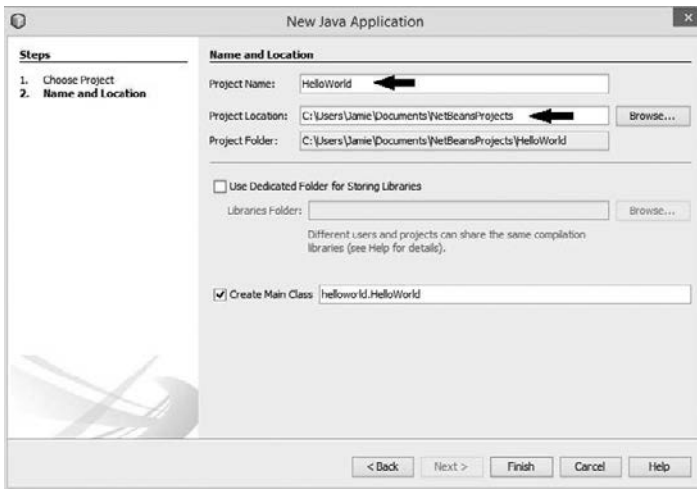 New Java Application
Steps
1. Choose Project
2. Name and Location
Name and Location
Project Name: HelloWorld
Project Location: C:\Users\Jamie\Documents\NetBeansProjects Browse...
Project Folder: C:\Users\Jamie\Documents\NetBeansProjects\HelloWorld
Use Dedicated Folder for Storing Libraries
Libraries Folder: Browse...
Different users and projects can share the same compilation
libraries (see Help for details).
Create Main Class helloworld.HelloWorld
< Back Next > Finish Cancel Help